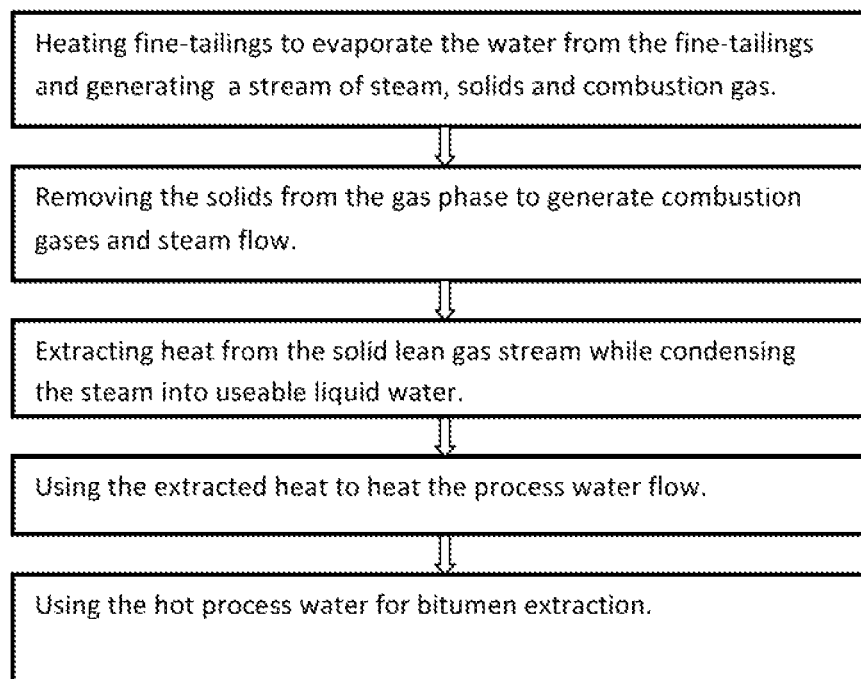 Heating fine-tailings to evaporate the water from the fine-tailings
and generating a stream of steam, solids and combustion gas.
Removing the solids from the gas phase to generate combustion
gases and steam flow.
Extracting heat from the solid lean gas stream while condensing
the steam into useable liquid water.
Using the extracted heat to heat the process water flow.
Using the hot process water for bitumen extraction.